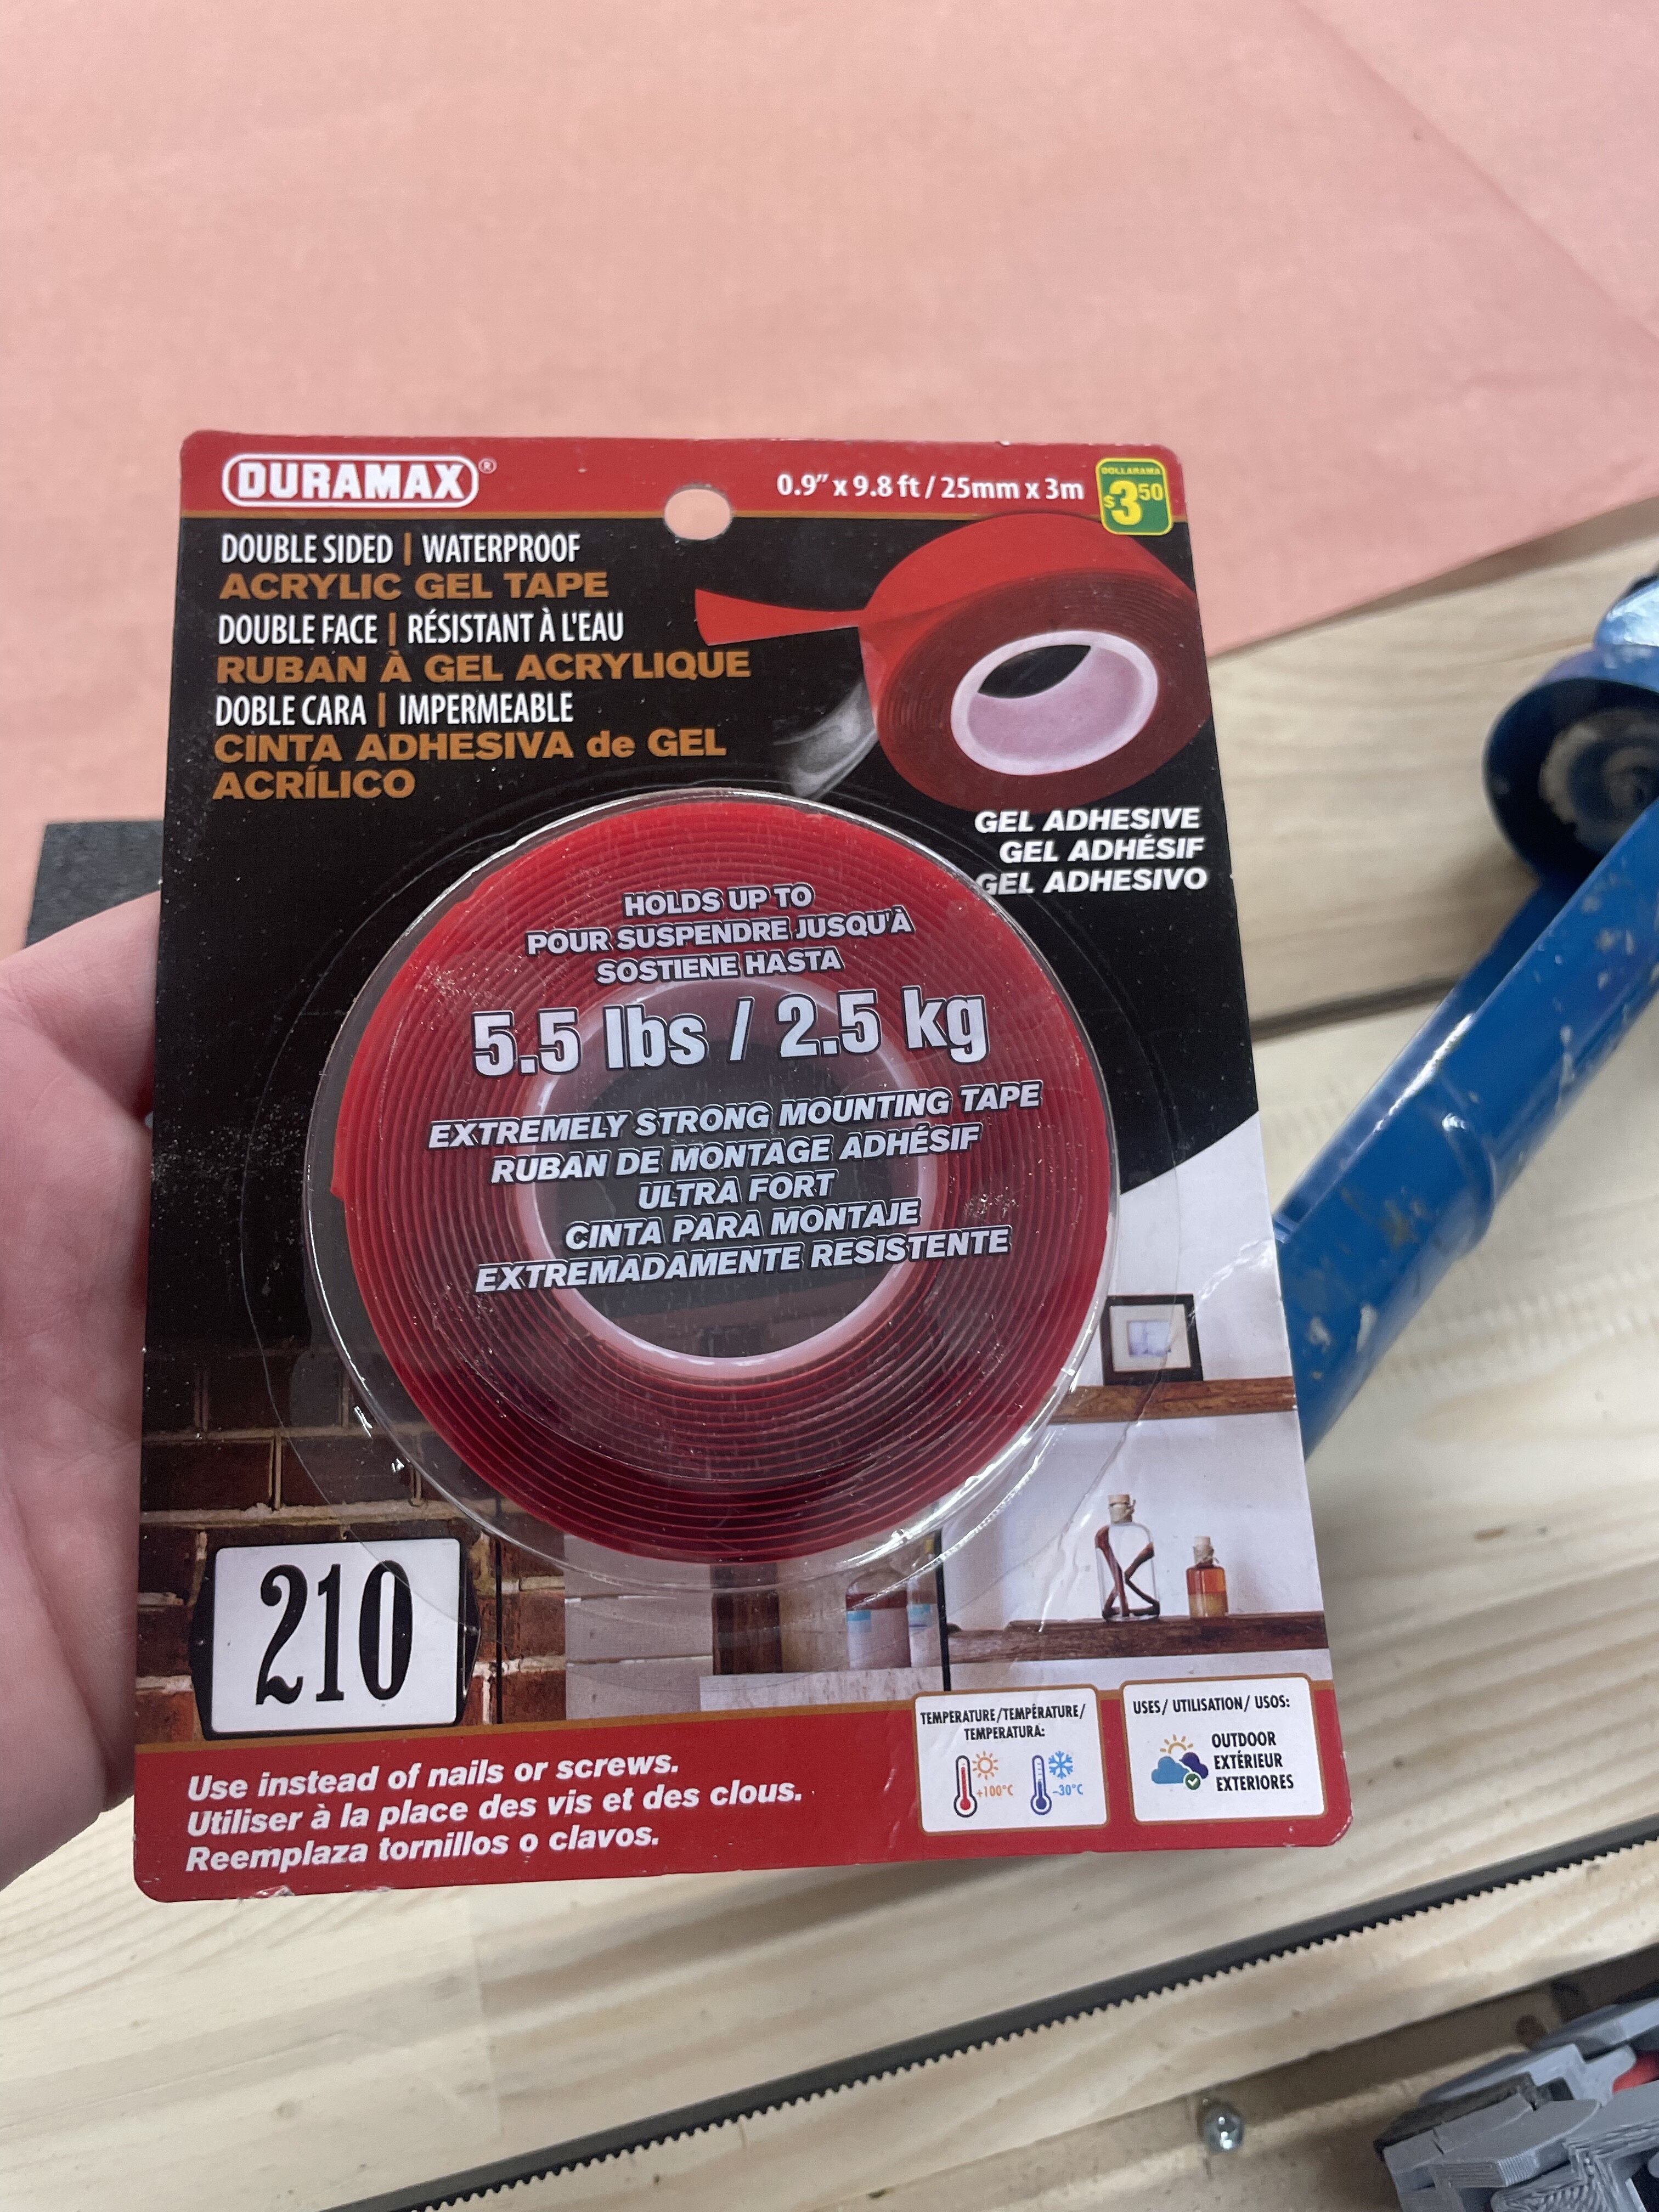 DURAMAX®
0.9" x 9.8 ft / 25mm x 3m
DOLLARAMA
$3.50
DOUBLE SIDED | WATERPROOF
ACRYLIC GEL TAPE
DOUBLE FACE | RÉSISTANT À L'EAU
RUBAN À GEL ACRYLIQUE
DOBLE CARA | IMPERMEABLE
CINTA ADHESIVA de GEL
ACRÍLICO
GEL ADHESIVE
GEL ADHÉSIF
GEL ADHESIVO
HOLDS UP TO
POUR SUSPENDRE JUSQU'À
SOSTIENE HASTA
5.5 lbs / 2.5 kg
EXTREMELY STRONG MOUNTING TAPE
RUBAN DE MONTAGE ADHÉSIF
ULTRA FORT
CINTA PARA MONTAJE
EXTREMADAMENTE RESISTENTE
210
Use instead of nails or screws.
Utiliser à la place des vis et des clous.
Reemplaza tornillos o clavos.
TEMPERATURE/TEMPÉRATURE/
TEMPERATURA:
+100°C
-30°C
USES/ UTILISATION/ USOS:
OUTDOOR
EXTÉRIEUR
EXTERIORES